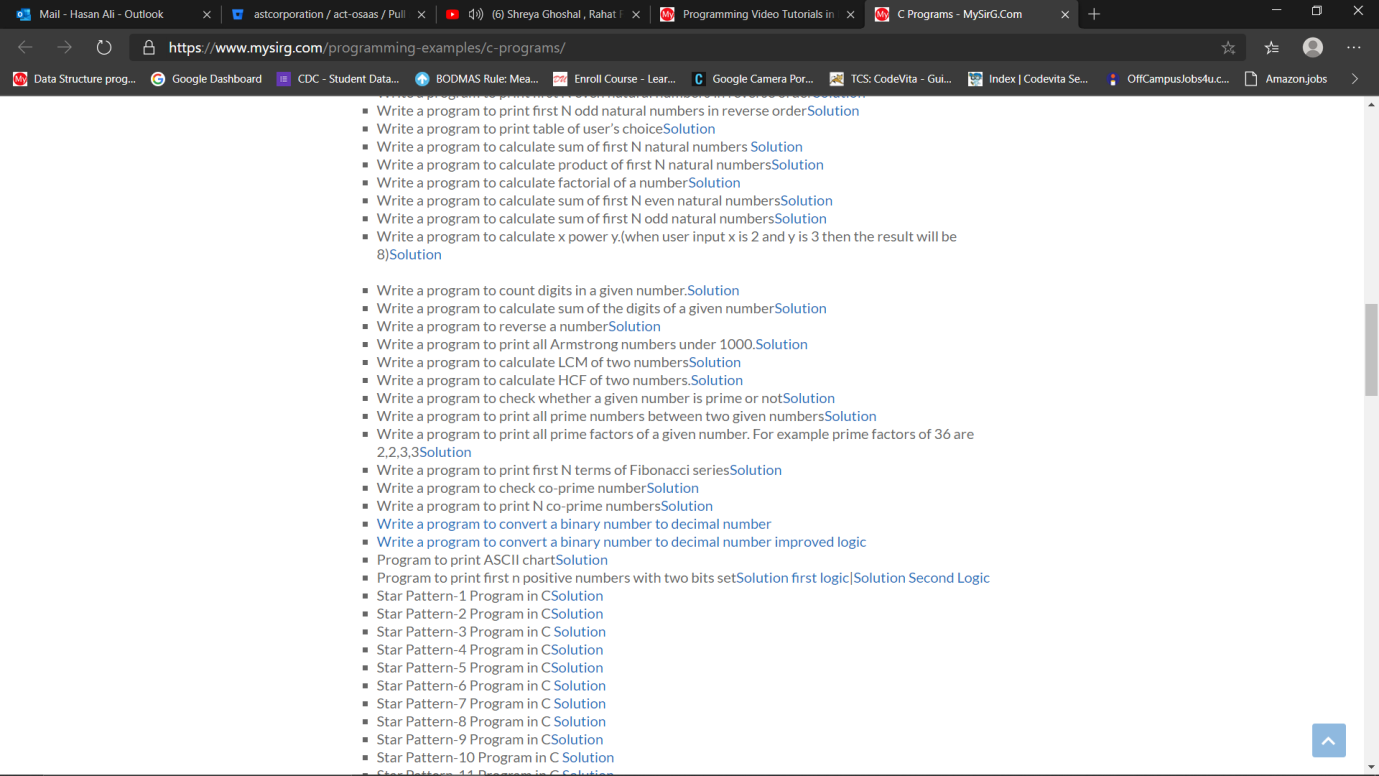 Mail - Hasan Ali - Outlook
astcorporation / act-osaas / Pull
(6) Shreya Ghoshal , Rahat F
Programming Video Tutorials in
C Programs - MySirG.Com
https://www.mysirg.com/programming-examples/c-programs/
Data Structure prog...
Google Dashboard
CDC - Student Data...
BODMAS Rule: Mea...
Enroll Course - Lear...
Google Camera Por...
TCS: CodeVita - Gui...
Index | Codevita Se...
OffCampusJobs4u.c...
Amazon.jobs
Write a program to print first N even natural numbers in reverse orderSolution
Write a program to print first N odd natural numbers in reverse orderSolution
Write a program to print table of user’s choiceSolution
Write a program to calculate sum of first N natural numbers Solution
Write a program to calculate product of first N natural numbersSolution
Write a program to calculate factorial of a numberSolution
Write a program to calculate sum of first N even natural numbersSolution
Write a program to calculate sum of first N odd natural numbersSolution
Write a program to calculate x power y.(when user input x is 2 and y is 3 then the result will be
8)Solution
Write a program to count digits in a given number.Solution
Write a program to calculate sum of the digits of a given numberSolution
Write a program to reverse a numberSolution
Write a program to print all Armstrong numbers under 1000.Solution
Write a program to calculate LCM of two numbersSolution
Write a program to calculate HCF of two numbers.Solution
Write a program to check whether a given number is prime or notSolution
Write a program to print all prime numbers between two given numbersSolution
Write a program to print all prime factors of a given number. For example prime factors of 36 are
2,2,3,3Solution
Write a program to print first N terms of Fibonacci seriesSolution
Write a program to check co-prime numberSolution
Write a program to print N co-prime numbersSolution
Write a program to convert a binary number to decimal number
Write a program to convert a binary number to decimal number improved logic
Program to print ASCII chartSolution
Program to print first n positive numbers with two bits setSolution first logic|Solution Second Logic
Star Pattern-1 Program in CSolution
Star Pattern-2 Program in CSolution
Star Pattern-3 Program in C Solution
Star Pattern-4 Program in CSolution
Star Pattern-5 Program in CSolution
Star Pattern-6 Program in C Solution
Star Pattern-7 Program in C Solution
Star Pattern-8 Program in C Solution
Star Pattern-9 Program in CSolution
Star Pattern-10 Program in C Solution
Star Pattern-11 Program in C Solution